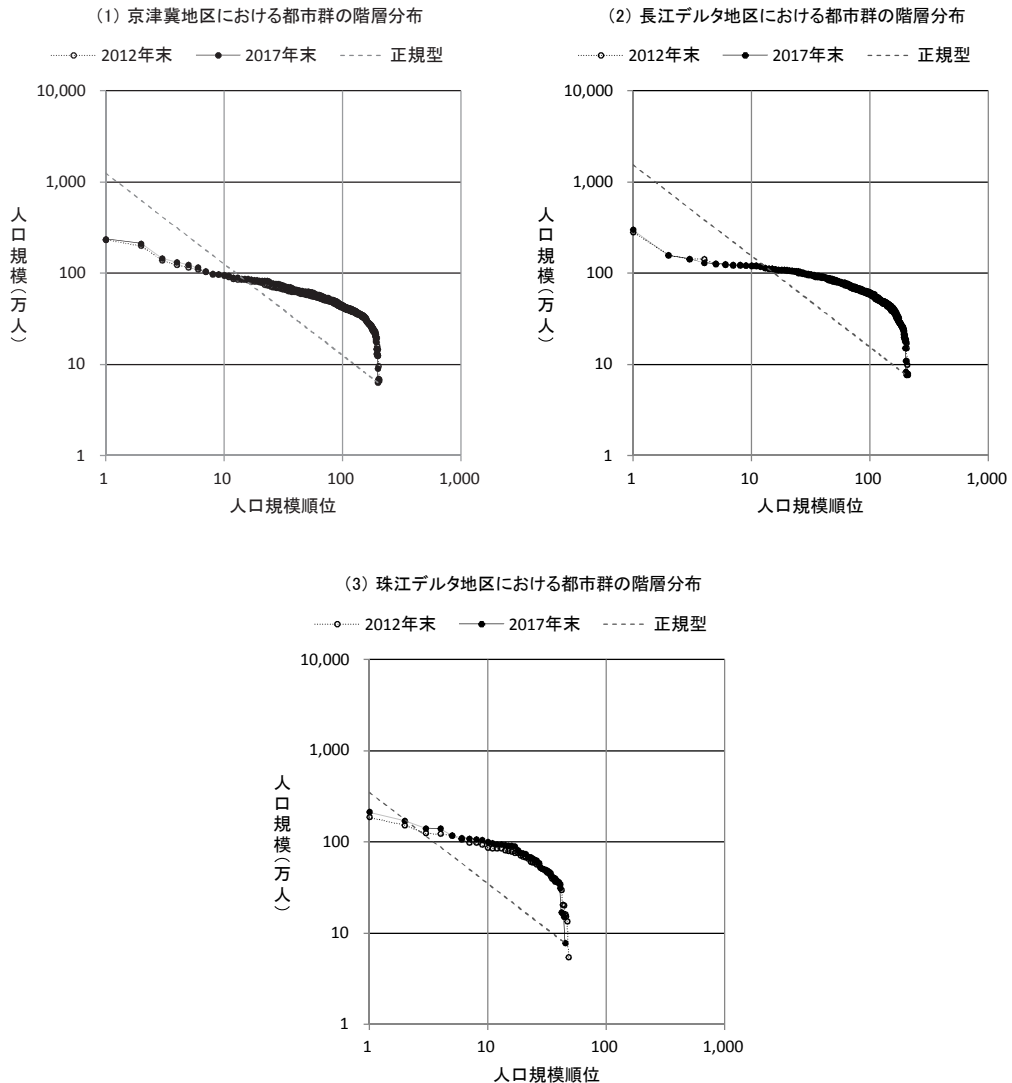 (1) 京津冀地区における都市群の階層分布
2012年末 2017年末 正規型
10,000
1,000
100
10
1
人口規模(万人)
1 10 100 1,000
人口規模順位
(2) 長江デルタ地区における都市群の階層分布
2012年末 2017年末 正規型
10,000
1,000
100
10
1
人口規模(万人)
1 10 100 1,000
人口規模順位
(3) 珠江デルタ地区における都市群の階層分布
2012年末 2017年末 正規型
10,000
1,000
100
10
1
人口規模(万人)
1 10 100 1,000
人口規模順位